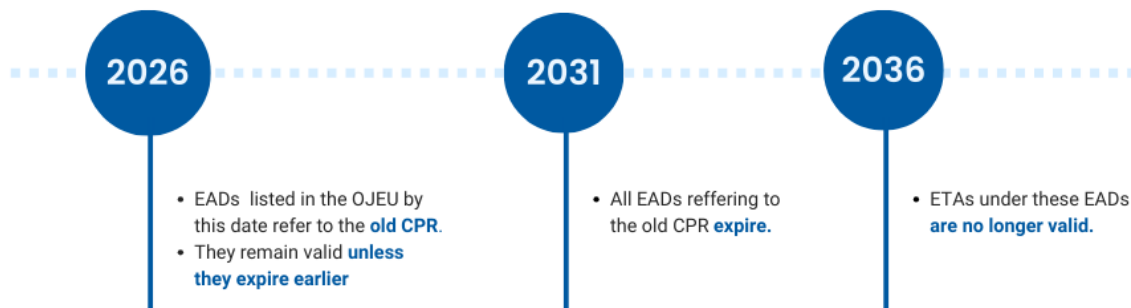 2026
2031
2036
• EADs listed in the OJEU by
this date refer to the old CPR.
• They remain valid unless
they expire earlier
• All EADs reffering to
the old CPR expire.
• ETAs under these EADs
are no longer valid.